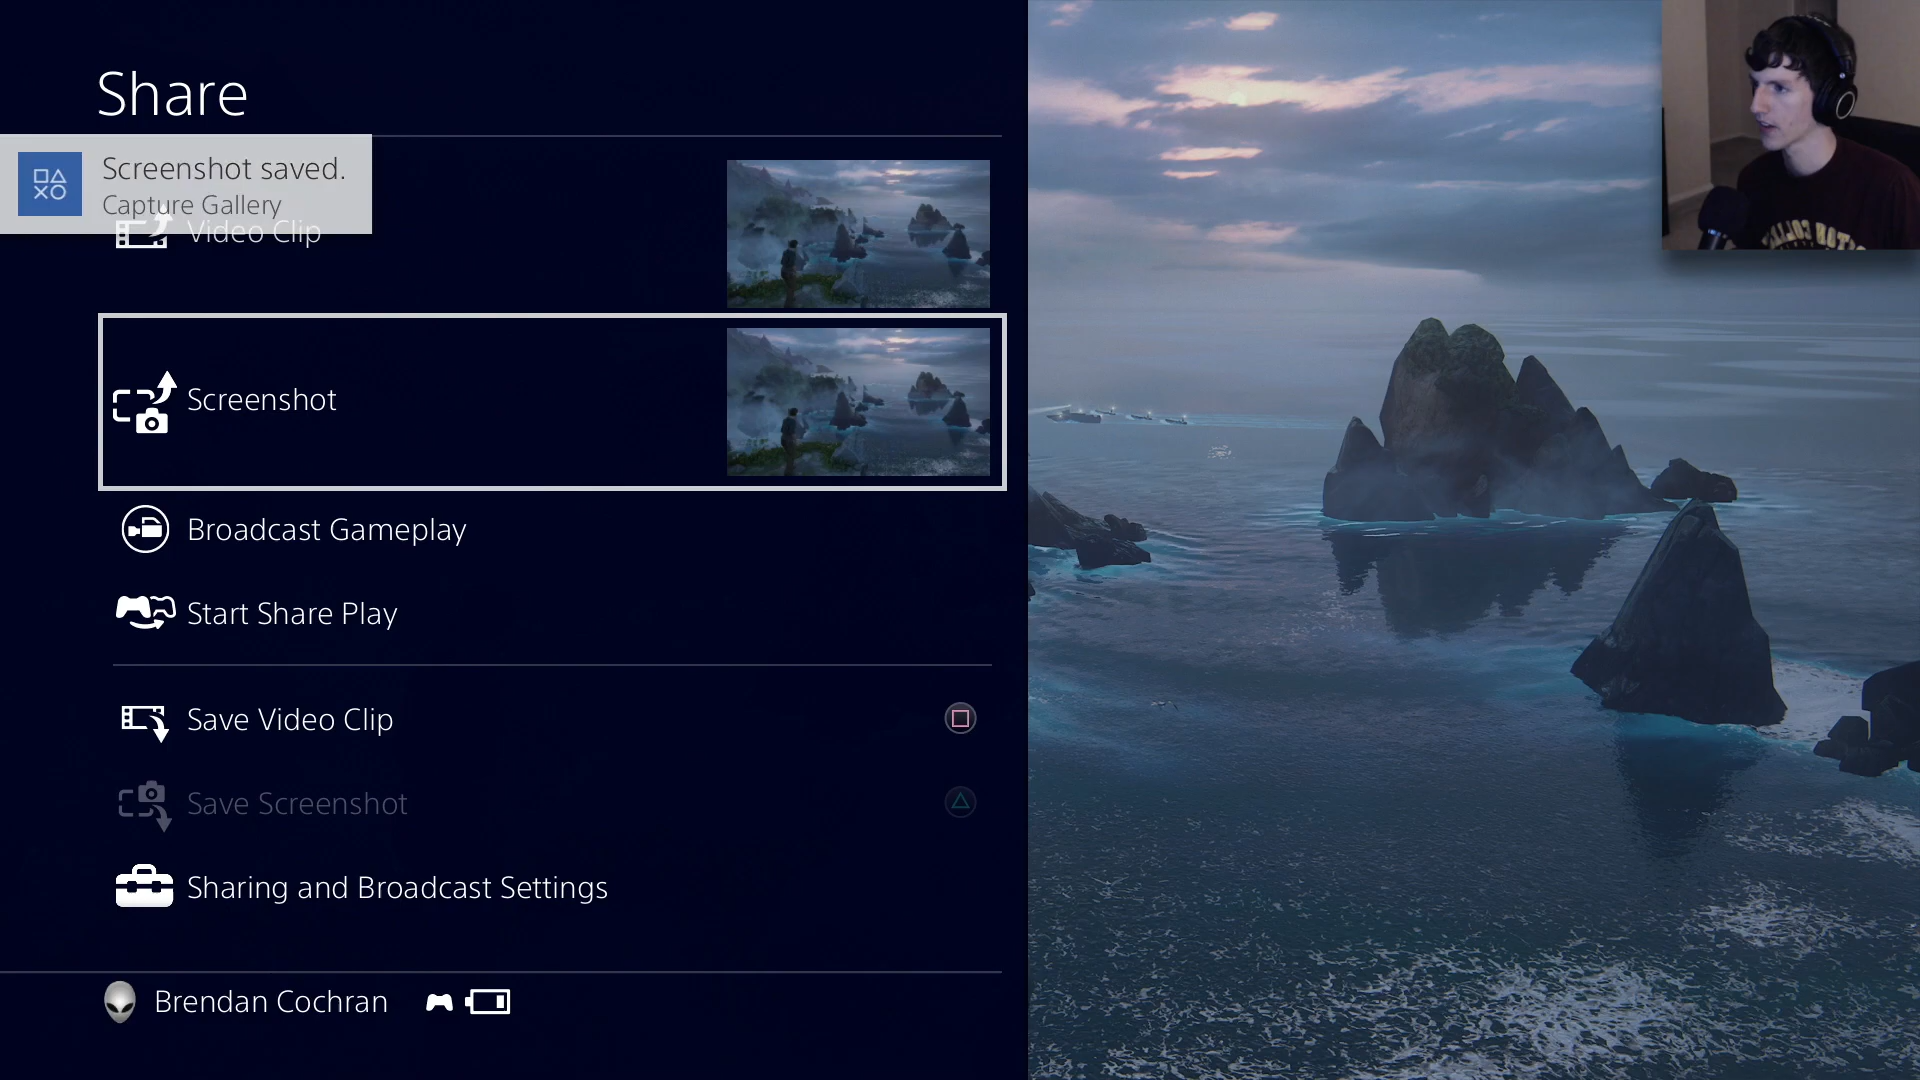 Share
Screenshot saved.
Capture Gallery
Video Clip
Screenshot
Broadcast Gameplay
Start Share Play
Save Video Clip
Save Screenshot
Sharing and Broadcast Settings
Brendan Cochran